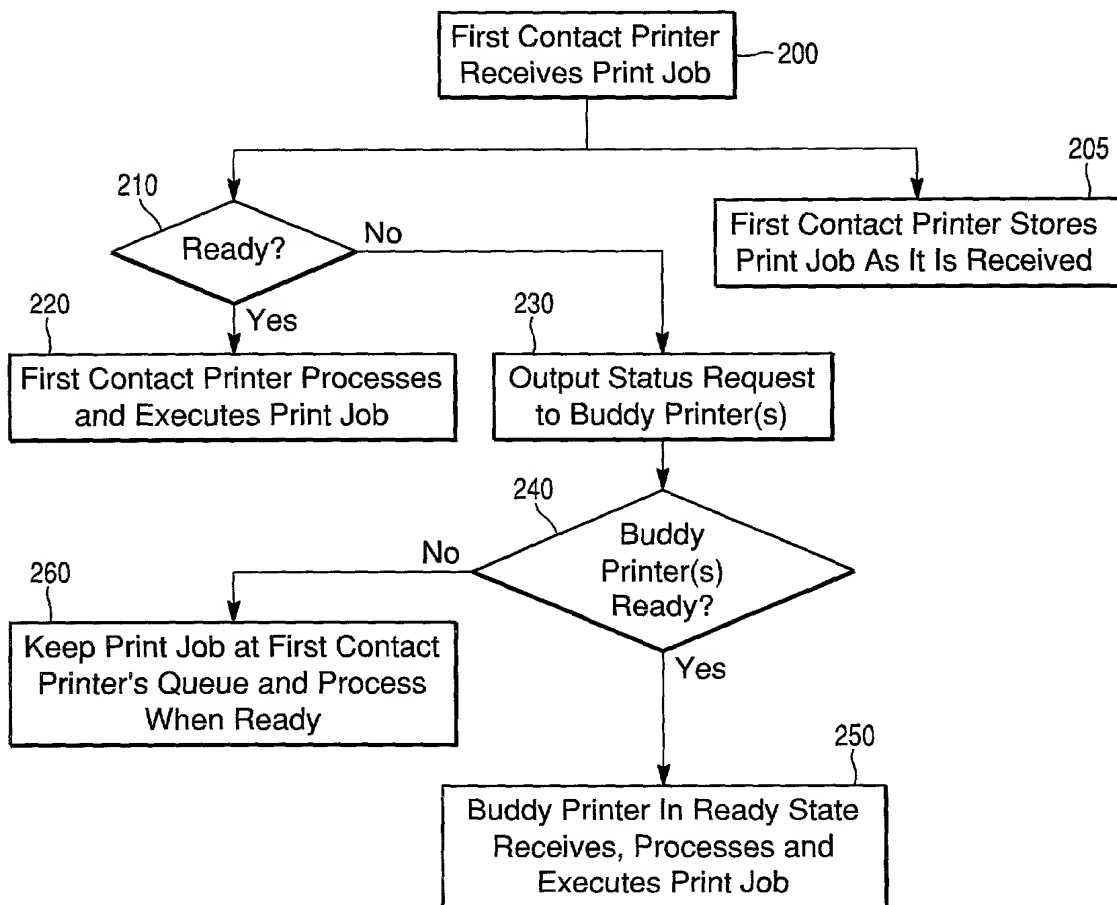 First Contact Printer
Receives Print Job
200
205
First Contact Printer Stores
Print Job As It Is Received
210
Ready?
No
Yes
220
First Contact Printer Processes
and Executes Print Job
230
Output Status Request
to Buddy Printer(s)
240
Buddy
Printer(s)
Ready?
No
Yes
260
Keep Print Job at First Contact
Printer's Queue and Process
When Ready
250
Buddy Printer In Ready State
Receives, Processes and
Executes Print Job